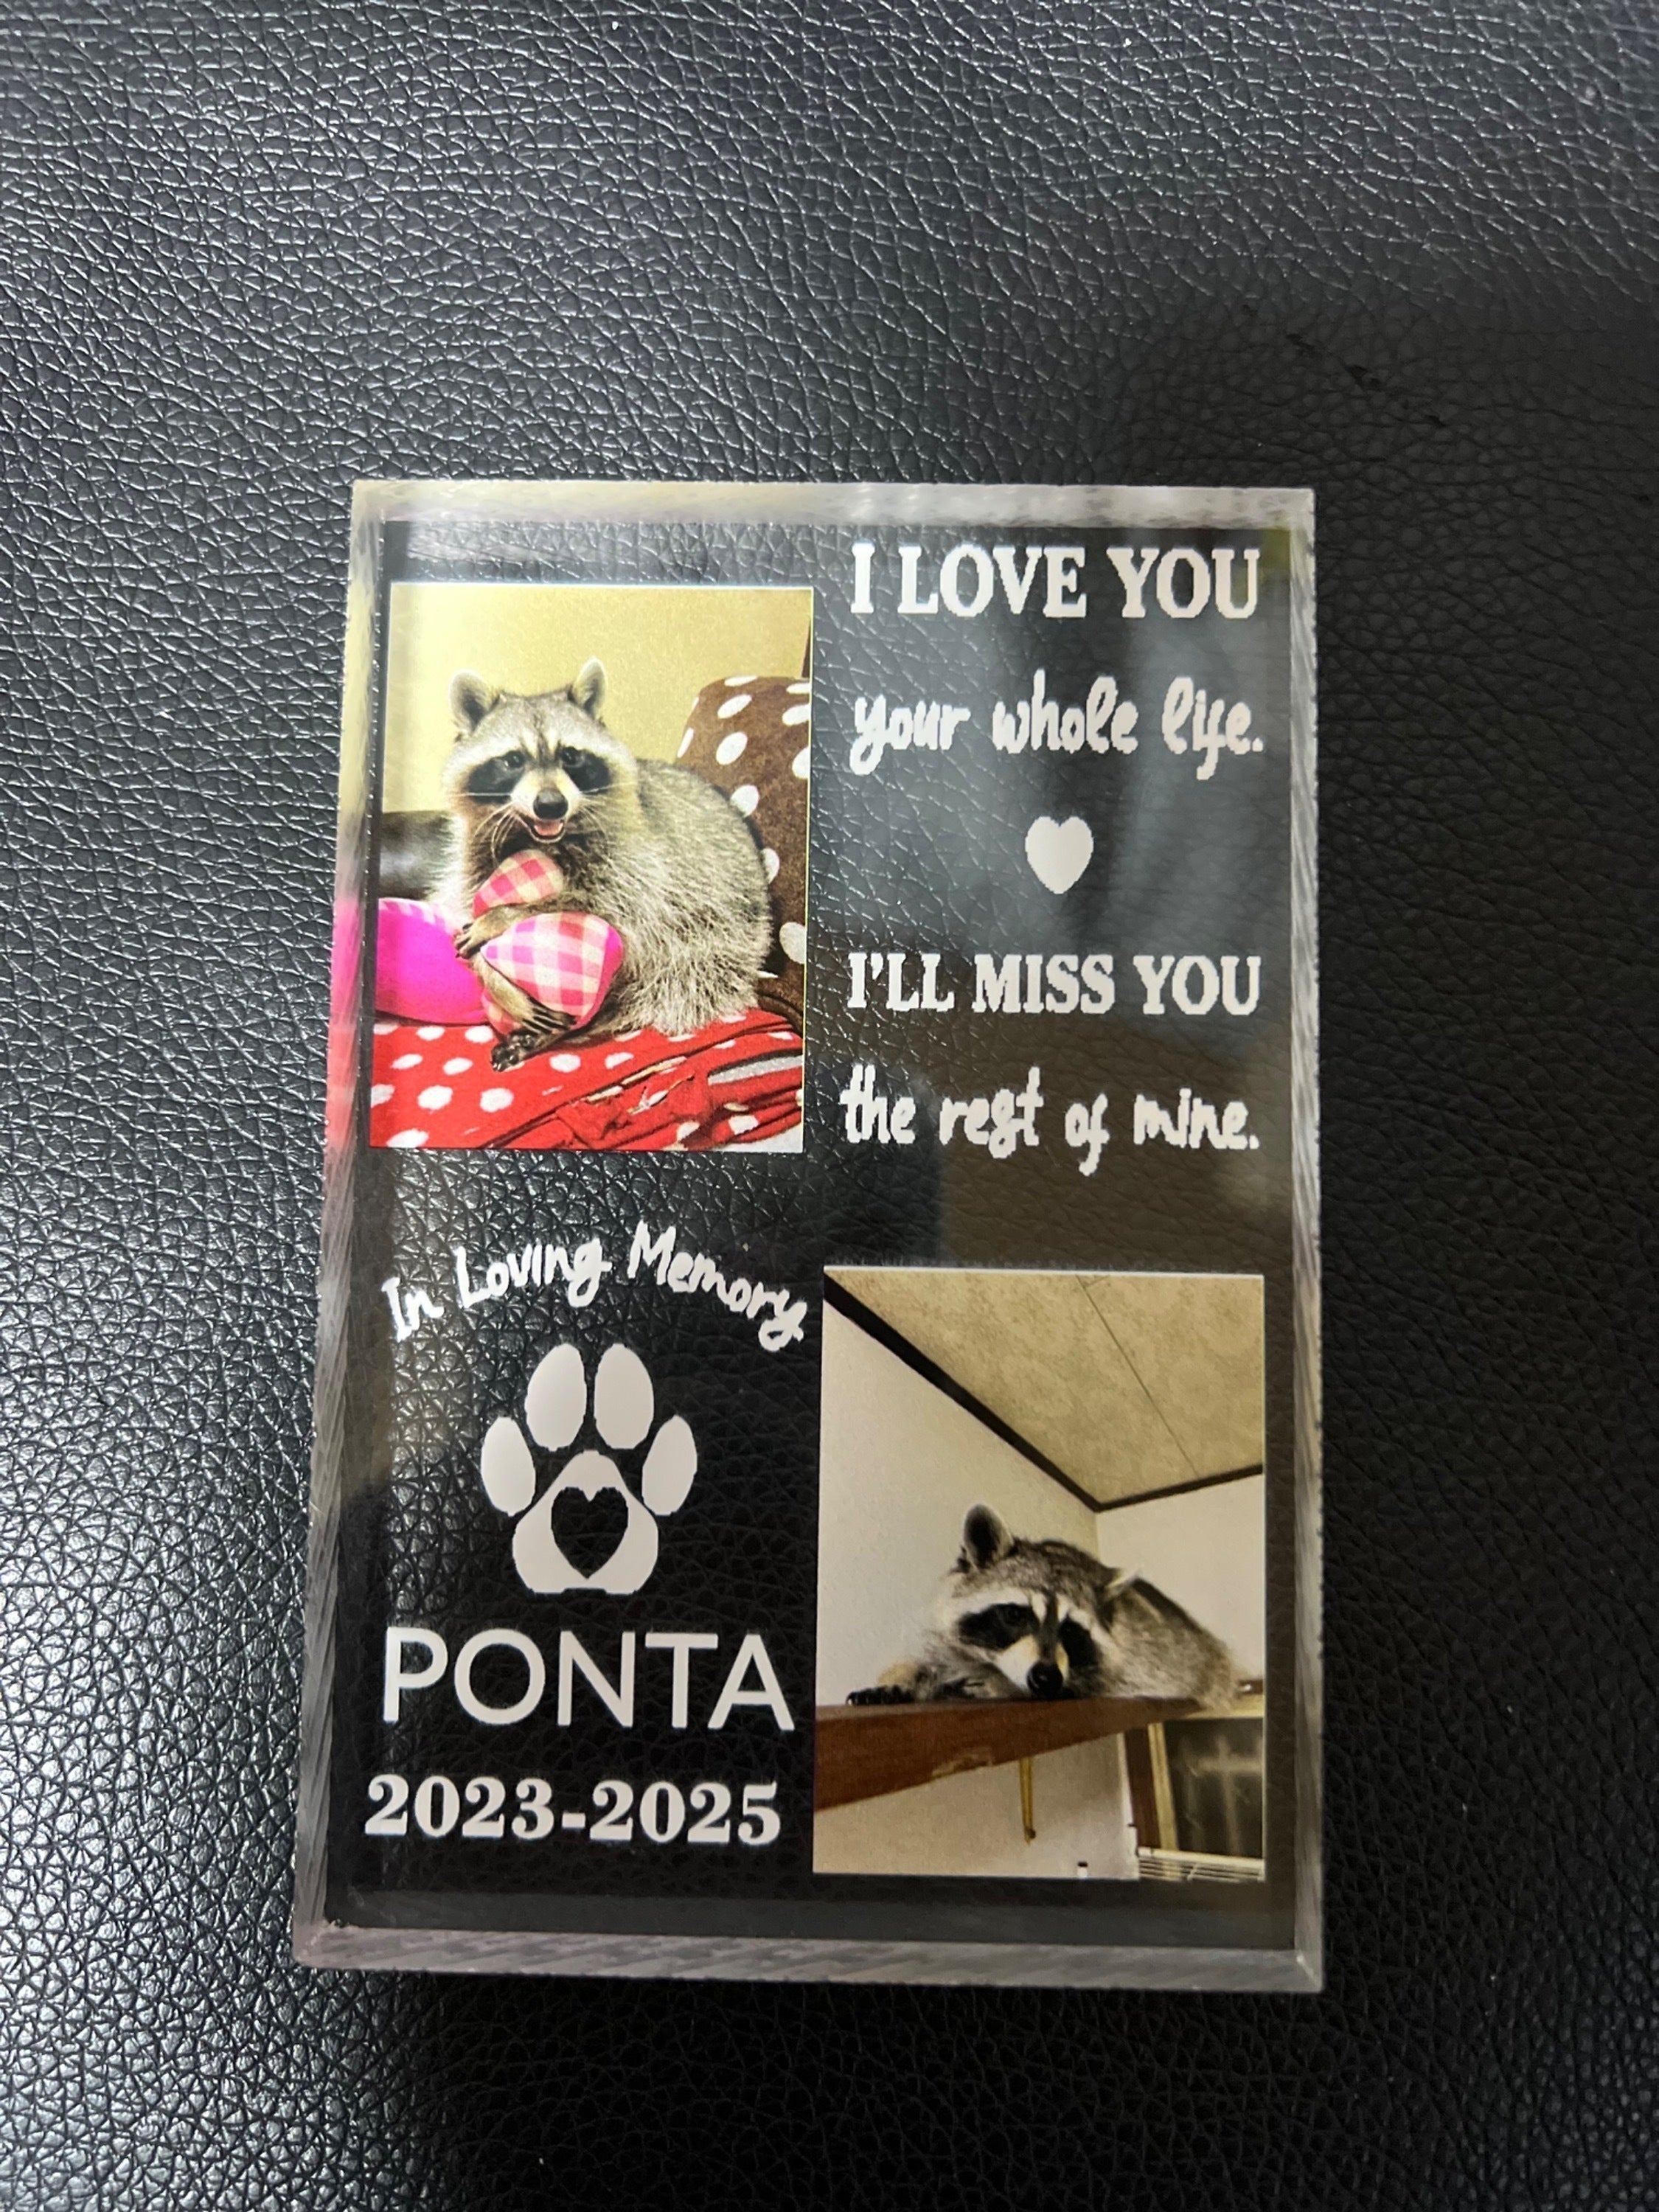 I LOVE YOU
your whole life.
I'LL MISS YOU
the rest of mine.
In Loving Memory
PONTA
2023-2025